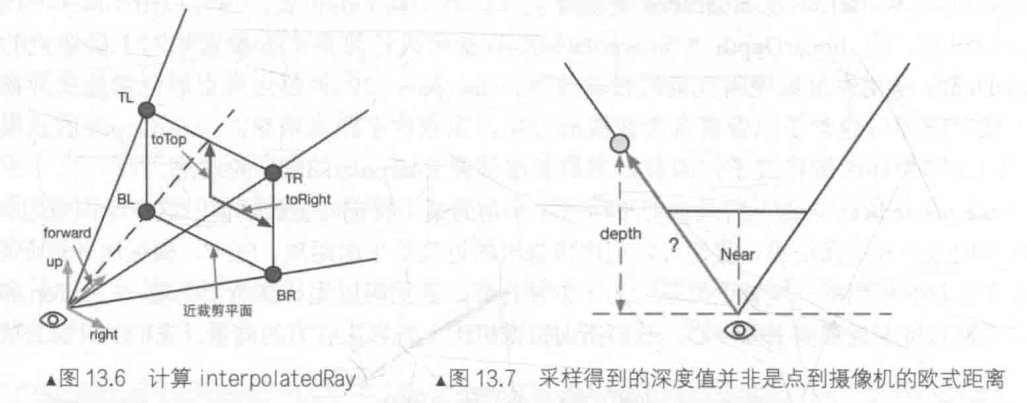 TL
toTop
TR
toRight
BL
forward
up
right
近裁剪平面
BR
depth
?
Near
▲图 13.6 计算 interpolatedRay
▲图 13.7 采样得到的深度值并非是点到摄像机的欧式距离